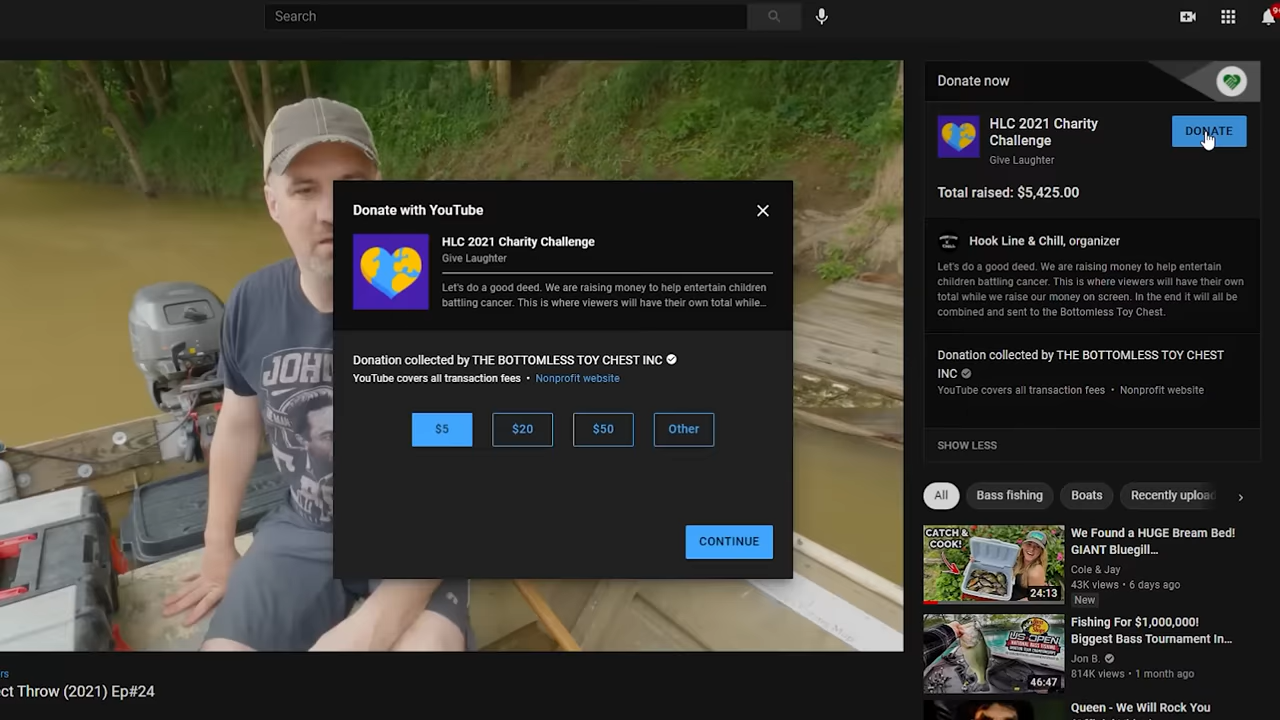 Search
9+
Donate now
HLC 2021 Charity
Challenge
Give Laughter
DONATE
Total raised: $5,425.00
Hook Line & Chill, organizer
Let's do a good deed. We are raising money to help entertain
children battling cancer. This is where viewers will have their own
total while we raise our money on screen. In the end it will all be
combined and sent to the Bottomless Toy Chest.
Donation collected by THE BOTTOMLESS TOY CHEST
INC
YouTube covers all transaction fees • Nonprofit website
SHOW LESS
Donate with YouTube
HLC 2021 Charity Challenge
Give Laughter
Let's do a good deed. We are raising money to help entertain children
battling cancer. This is where viewers will have their own total while...
Donation collected by THE BOTTOMLESS TOY CHEST INC
YouTube covers all transaction fees • Nonprofit website
$5 $20 $50 Other
CONTINUE
JOH
All Bass fishing Boats Recently upload
CATCH &
COOK!
24:13
We Found a HUGE Bream Bed!
GIANT Bluegill...
Cole & Jay
43K views • 6 days ago
New
US OPEN
46:47
Fishing For $1,000,000!
Biggest Bass Tournament In...
Jon B.
814K views • 1 month ago
Queen - We Will Rock You
rs
ct Throw (2021) Ep#24